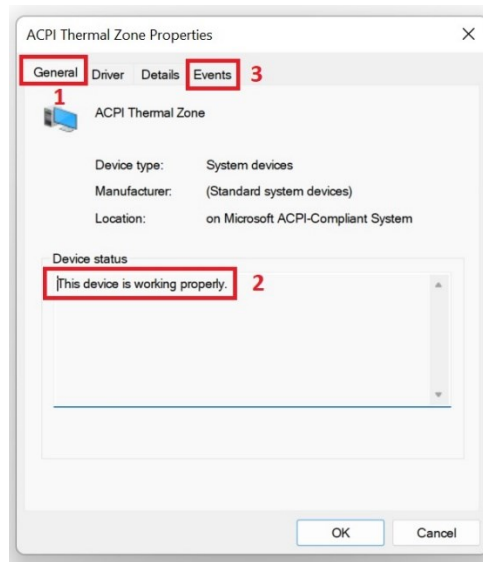 ACPI Thermal Zone Properties
General Driver Details Events 3
1
ACPI Thermal Zone
Device type: System devices
Manufacturer: (Standard system devices)
Location: on Microsoft ACPI-Compliant System
Device status
This device is working properly. 2
OK Cancel